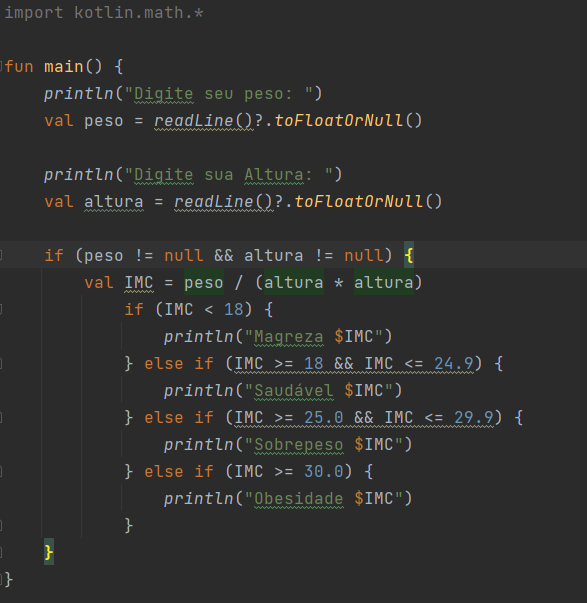 import kotlin.math.*
fun main() {
println("Digite seu peso: ")
val peso = readLine()?.toFloatOrNull()
println("Digite sua Altura: ")
val altura = readLine()?.toFloatOrNull()
if (peso != null && altura != null) {
val IMC = peso / (altura * altura)
if (IMC < 18) {
println("Magreza $IMC")
} else if (IMC >= 18 && IMC <= 24.9) {
println("Saudável $IMC")
} else if (IMC >= 25.0 && IMC <= 29.9) {
println("Sobrepeso $IMC")
} else if (IMC >= 30.0) {
println("Obesidade $IMC")
}
}
}